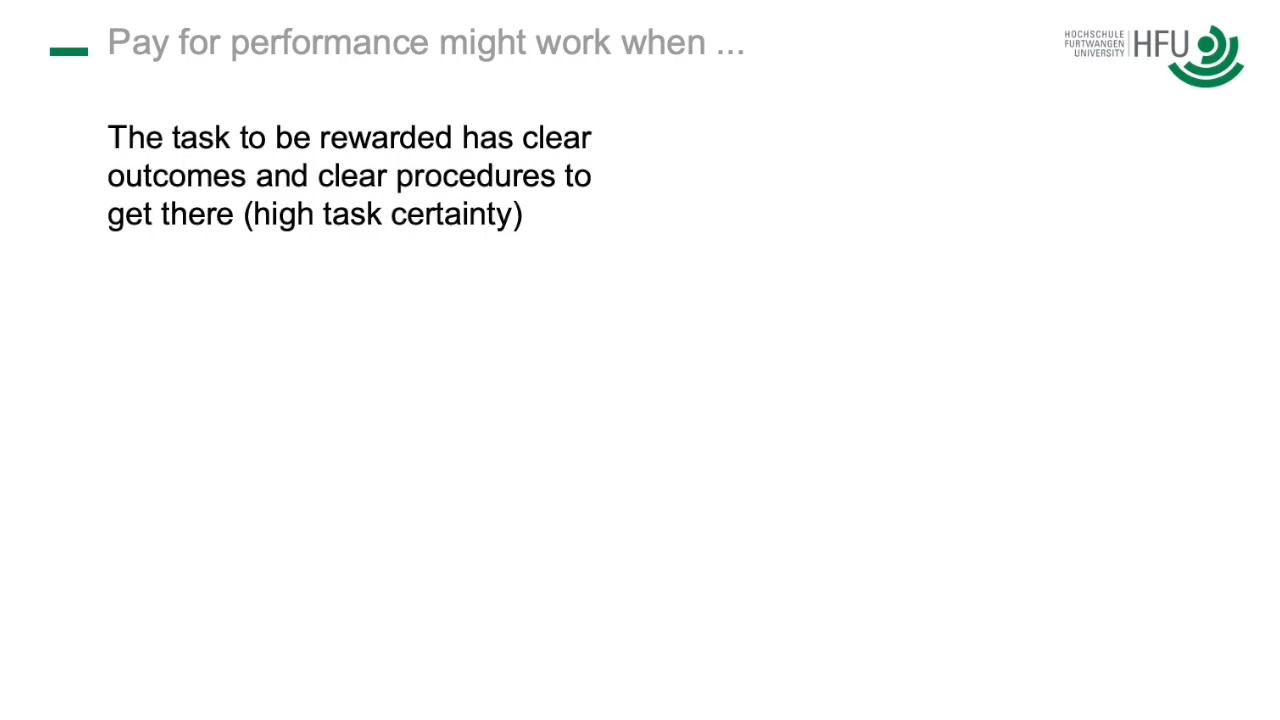 Pay for performance might work when ...
HOCHSCHULE
FURTWANGEN
UNIVERSITY
HFU
The task to be rewarded has clear
outcomes and clear procedures to
get there (high task certainty)